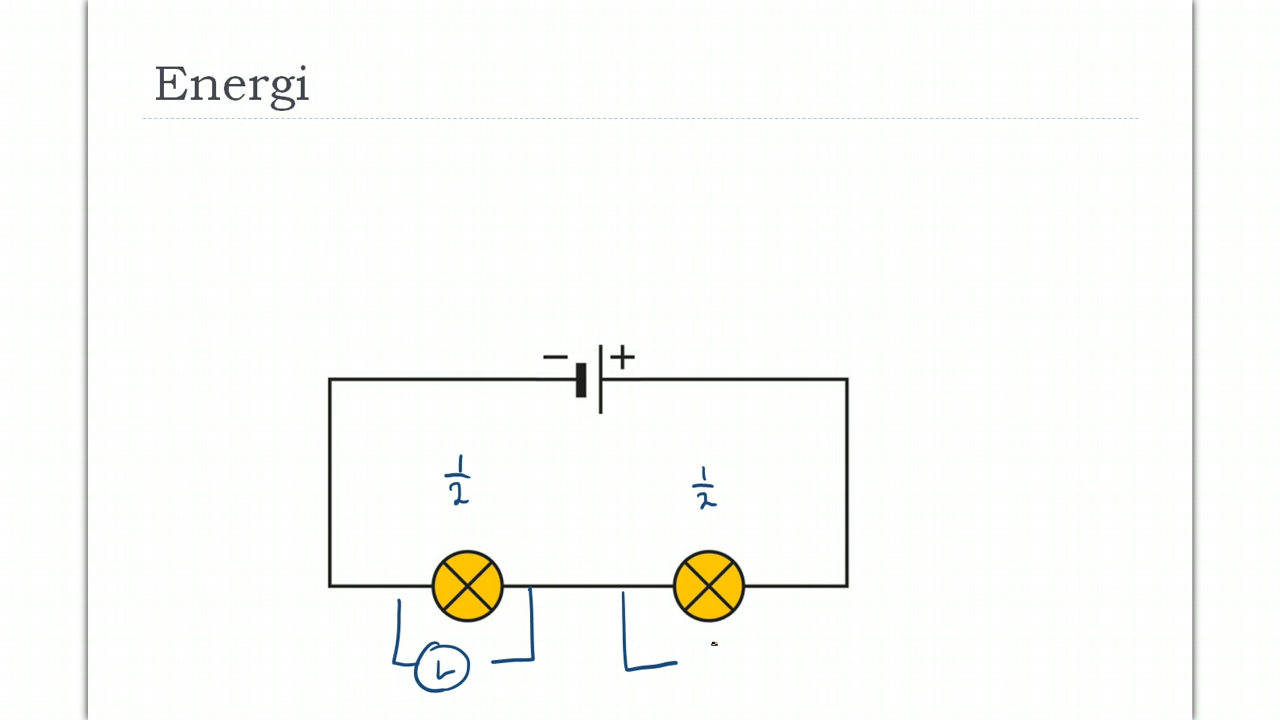 Energi
− +
1/2 1/2